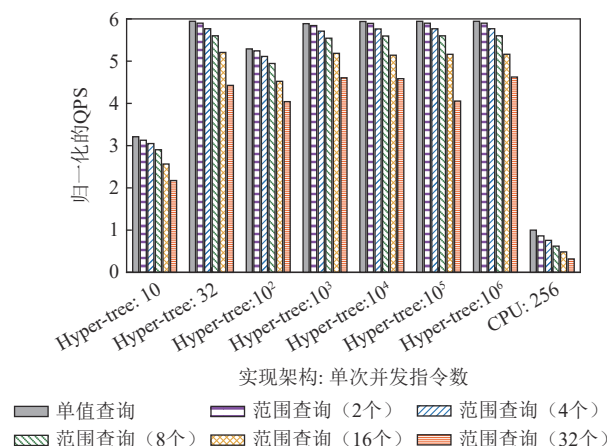 归一化的QPS
6
5
4
3
2
1
0
Hyper-tree: 10
Hyper-tree: 32
Hyper-tree:10²
Hyper-tree:10³
Hyper-tree:10⁴
Hyper-tree:10⁵
Hyper-tree:10⁶
CPU: 256
实现架构: 单次并发指令数
单值查询
范围查询（2个）
范围查询（4个）
范围查询（8个）
范围查询（16个）
范围查询（32个）